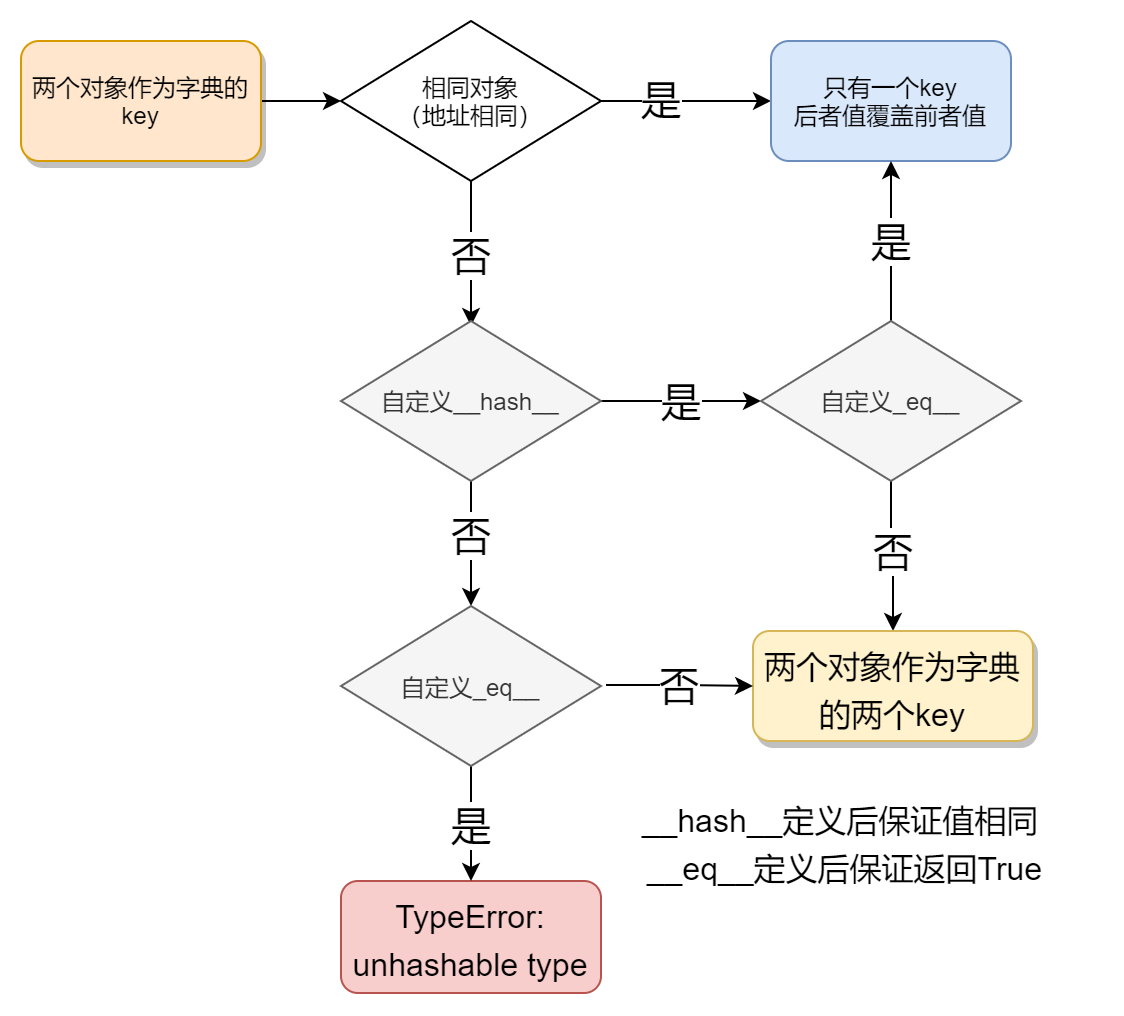 两个对象作为字典的
key
相同对象
（地址相同）
是
只有一个key
后者值覆盖前者值
否
是
自定义__hash__
是
自定义_eq__
否
否
自定义_eq__
否
两个对象作为字典
的两个key
是
__hash__定义后保证值相同
__eq__定义后保证返回True
TypeError:
unhashable type